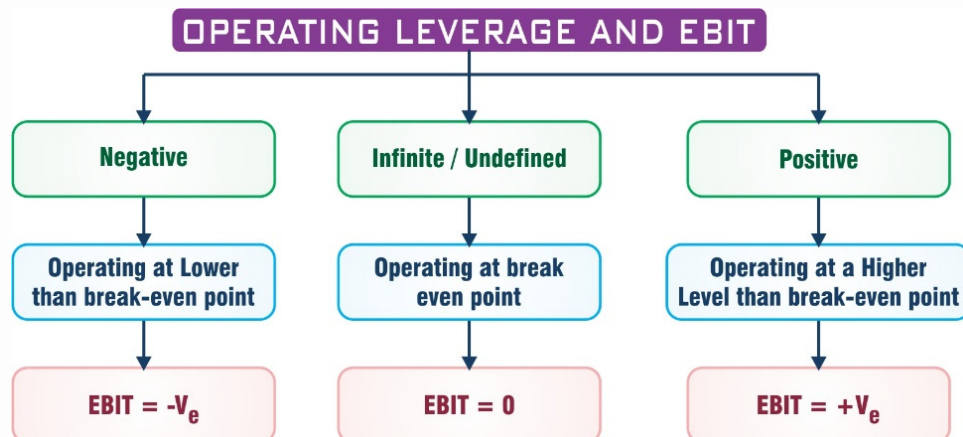 OPERATING LEVERAGE AND EBIT
Negative
Infinite / Undefined
Positive
Operating at Lower
than break-even point
Operating at break
even point
Operating at a Higher
Level than break-even point
EBIT = -Ve
EBIT = 0
EBIT = +Ve